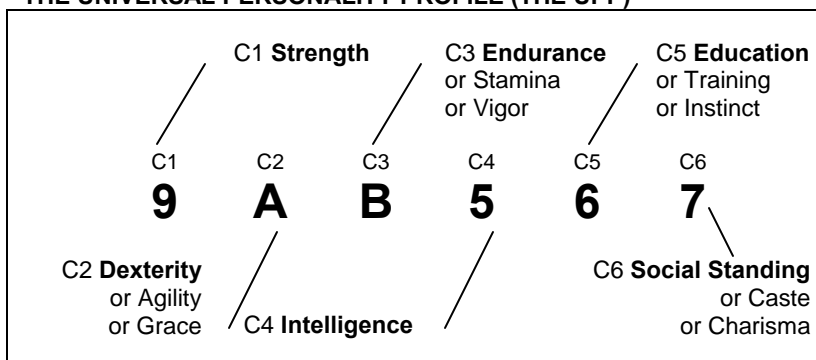 THE UNIVERSAL PERSONALITY PROFILE (THE UPP)
C1 Strength
C3 Endurance
or Stamina
or Vigor
C5 Education
or Training
or Instinct
C1 C2 C3 C4 C5 C6
9 A B 5 6 7
C2 Dexterity
or Agility
or Grace
C4 Intelligence
C6 Social Standing
or Caste
or Charisma